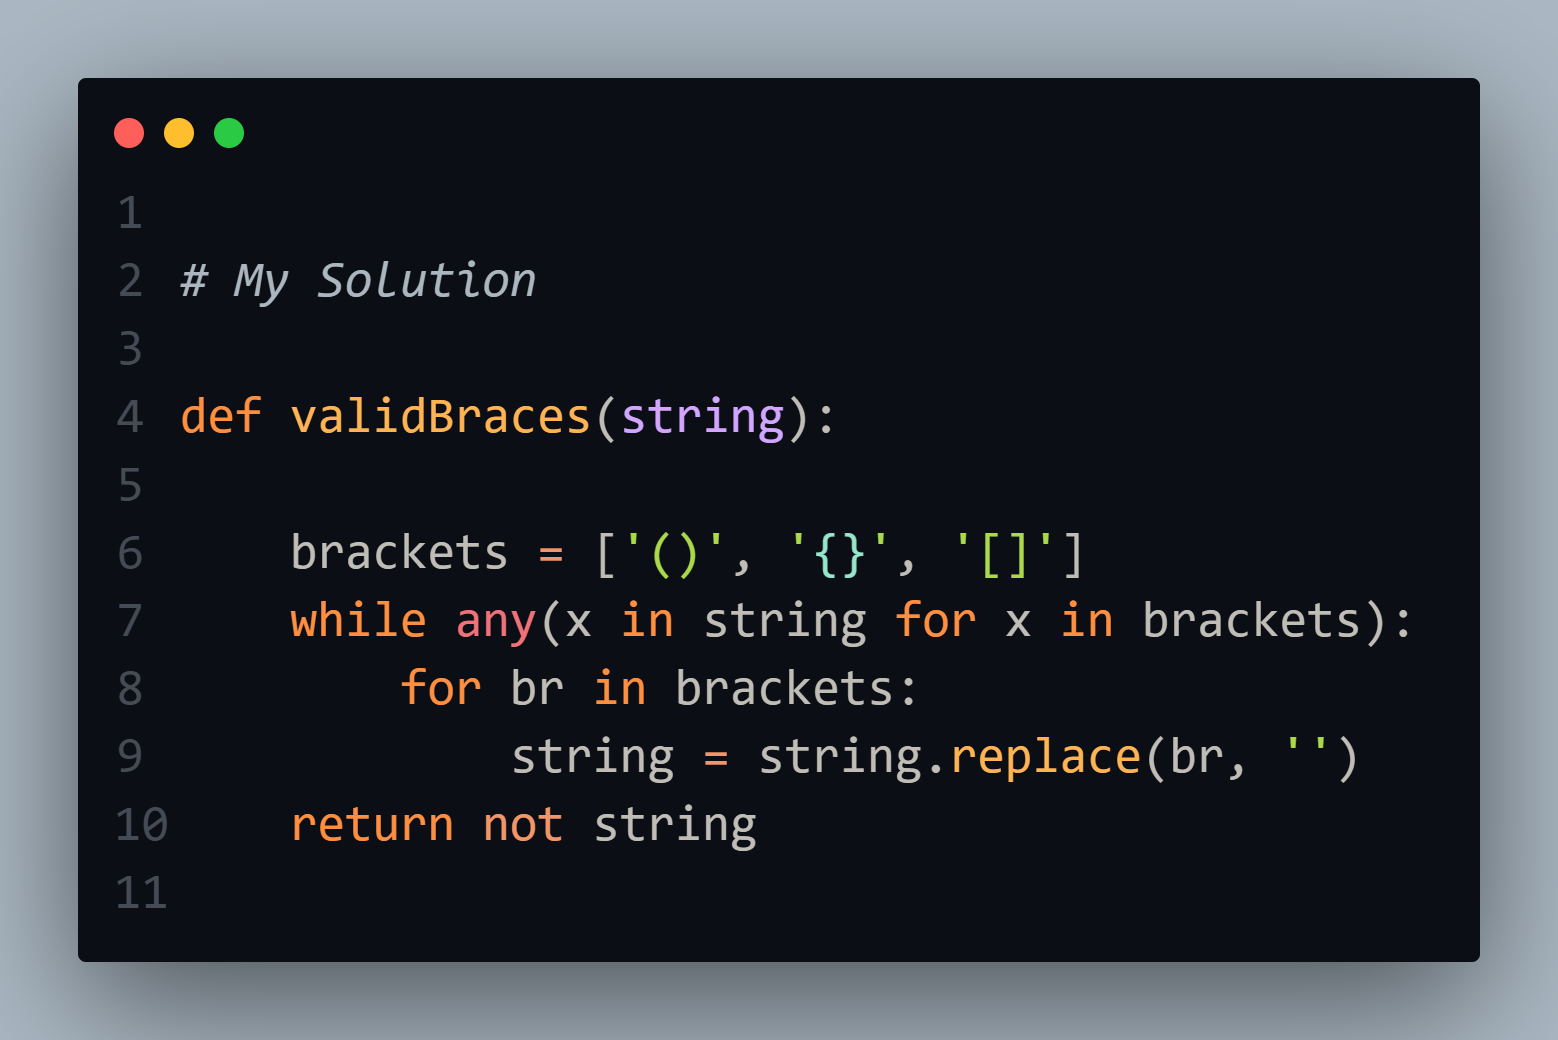 1
2 # My Solution
3
4 def validBraces(string):
5
6     brackets = ['()', '{}', '[]']
7     while any(x in string for x in brackets):
8         for br in brackets:
9             string = string.replace(br, '')
10     return not string
11